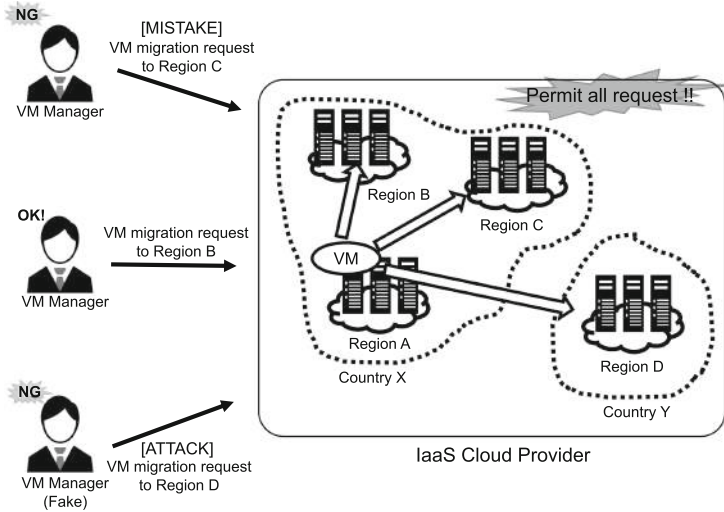 NG
[MISTAKE]
VM migration request
to Region C
VM Manager
Permit all request !!
Region B
Region C
OK!
VM migration request
to Region B
VM Manager
VM
Region A
Country X
Region D
Country Y
NG
[ATTACK]
VM migration request
to Region D
VM Manager
(Fake)
IaaS Cloud Provider